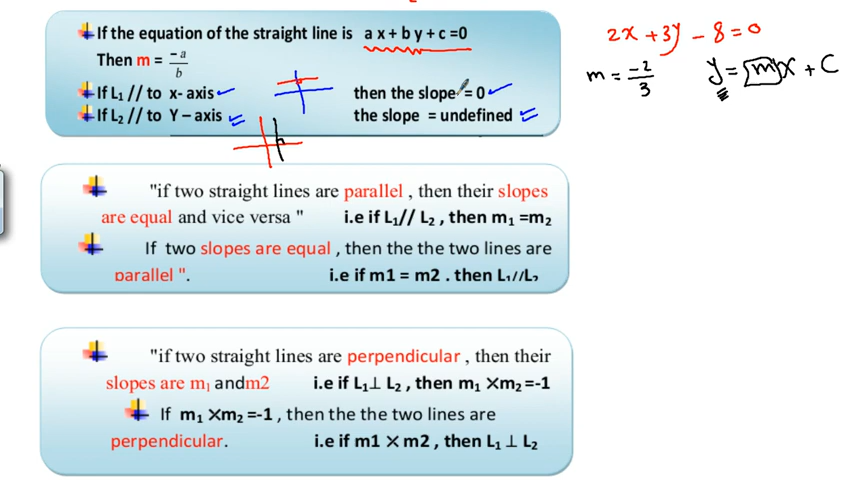 If the equation of the straight line is a x + b y + c =0
Then m = -a/b
If L₁ // to x- axis then the slope = 0
If L₂ // to Y – axis the slope = undefined
"if two straight lines are parallel , then their slopes
are equal and vice versa " i.e if L₁// L₂ , then m₁ =m₂
If two slopes are equal , then the the two lines are
parallel ". i.e if m1 = m2 . then L₁//L₂
"if two straight lines are perpendicular , then their
slopes are m₁ andm2 i.e if L₁⊥ L₂ , then m₁ ×m₂ =-1
If m₁ ×m₂ =-1 , then the the two lines are
perpendicular. i.e if m1 × m2 , then L₁ ⊥ L₂
2x + 3y - 8 = 0
m = -2/3 y = mx + C